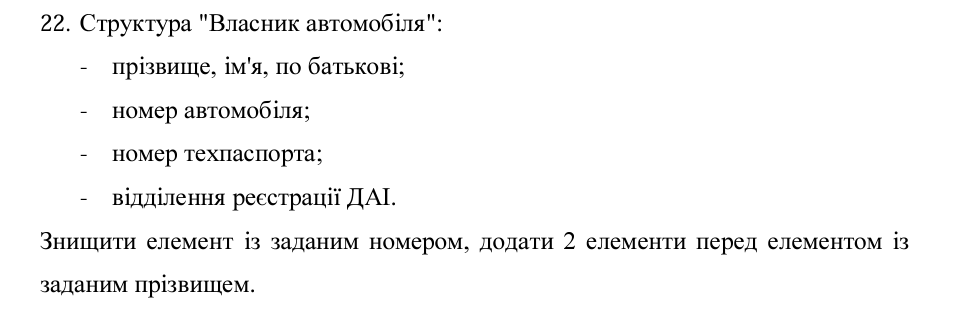 22. Структура "Власник автомобіля":
- прізвище, ім'я, по батькові;
- номер автомобіля;
- номер техпаспорта;
- відділення реєстрації ДАІ.
Знищити елемент із заданим номером, додати 2 елементи перед елементом із
заданим прізвищем.